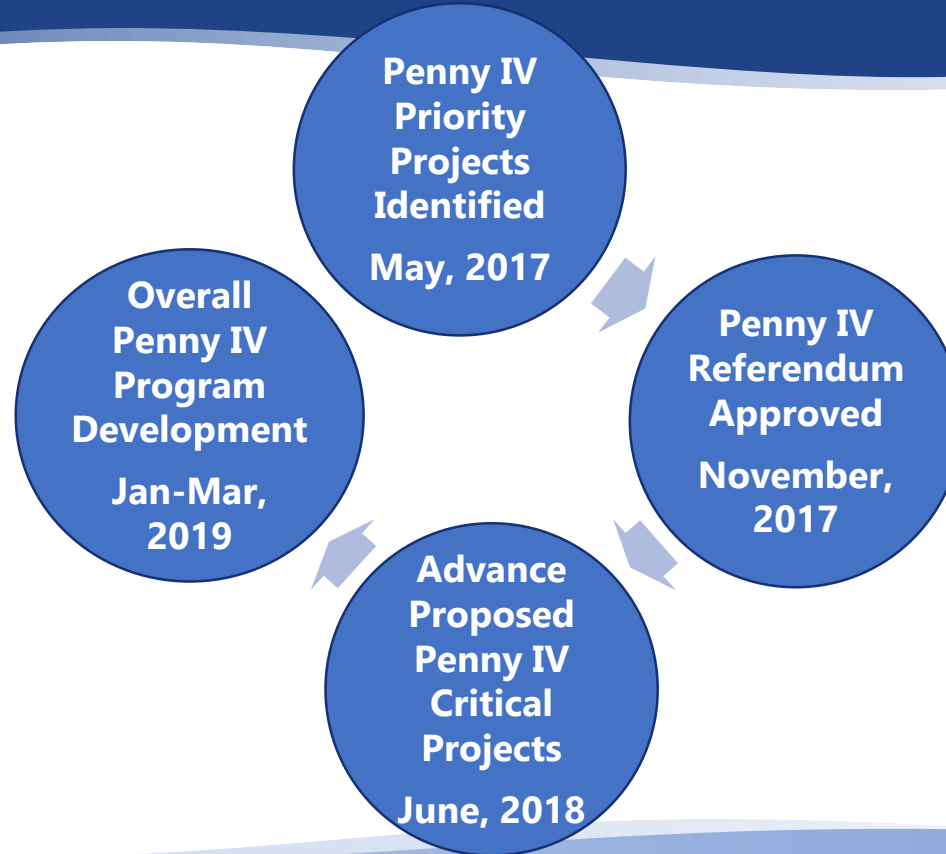 Penny IV
Priority
Projects
Identified
May, 2017
Penny IV
Referendum
Approved
November,
2017
Advance
Proposed
Penny IV
Critical
Projects
June, 2018
Overall
Penny IV
Program
Development
Jan-Mar,
2019